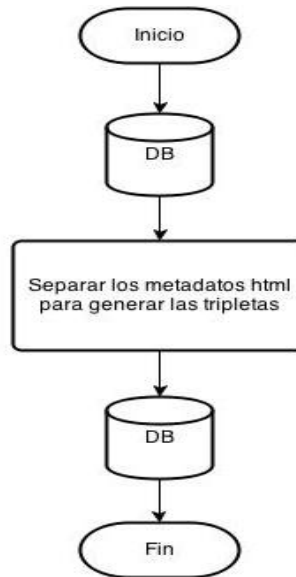 Inicio
DB
Separar los metadatos html
para generar las tripletas
DB
Fin